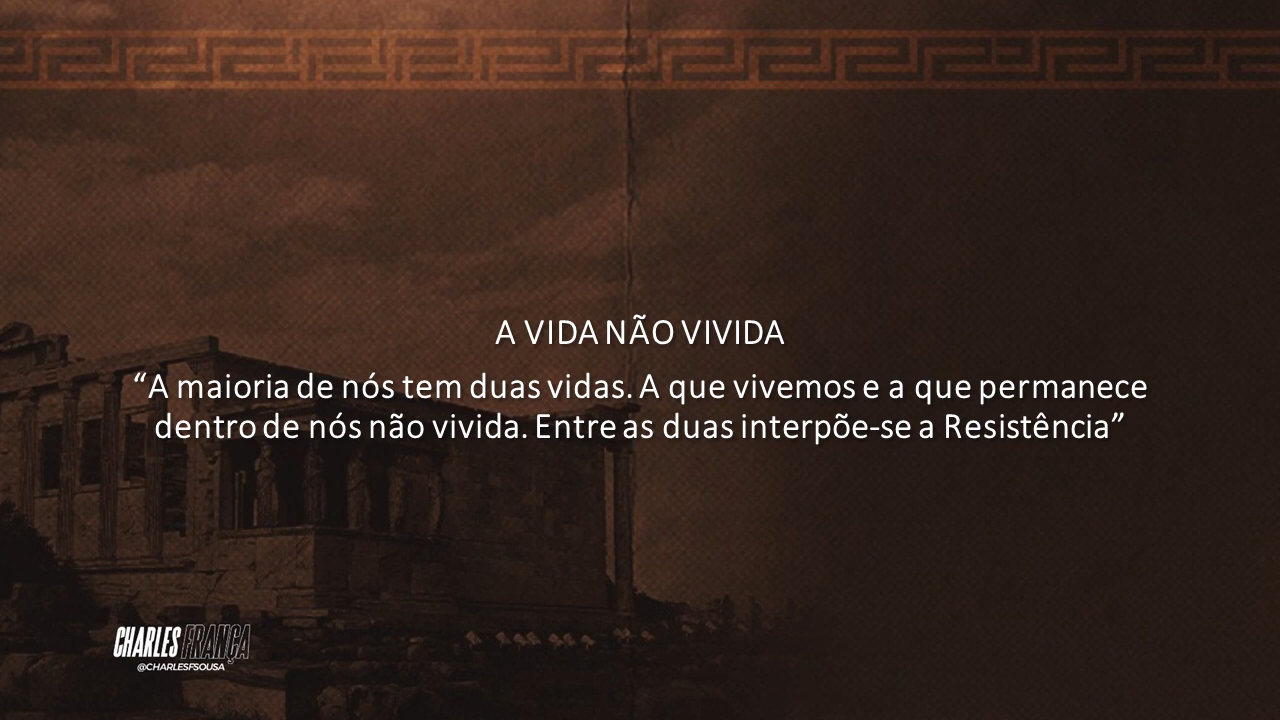 A VIDA NÃO VIVIDA
“A maioria de nós tem duas vidas. A que vivemos e a que permanece
dentro de nós não vivida. Entre as duas interpõe-se a Resistência”
CHARLES FRANÇA
@CHARLESFSOUSA